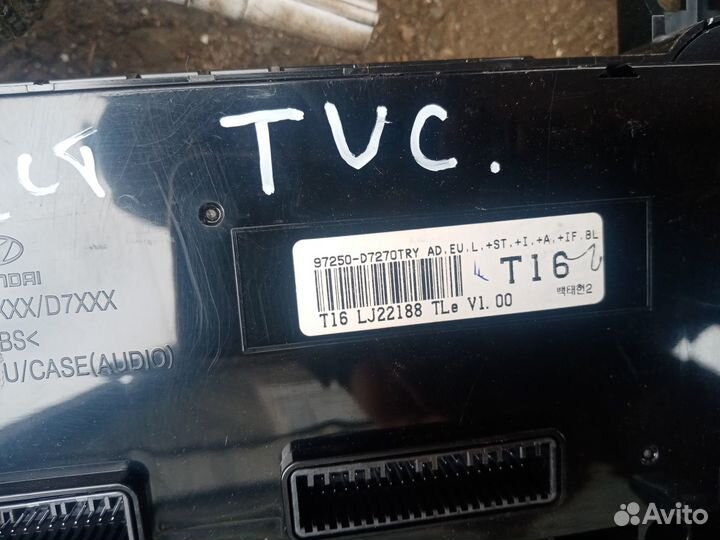 TVC.
97250-D7270TRY AD.EU.L.+ST.+I.+A.+IF.BL
T16
백태현2
T16 LJ22188 TLe V1.00
NDAI
XXX/D7XXX
BS<
U/CASE(AUDIO)
Avito